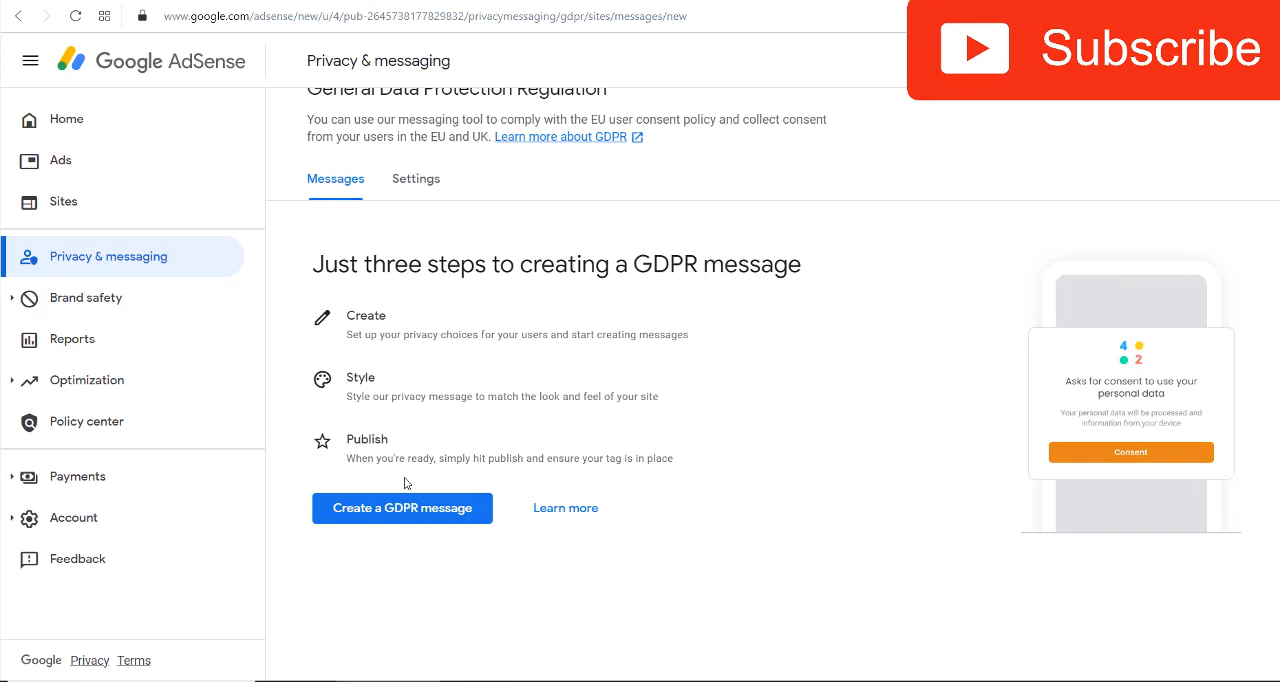 www.google.com/adsense/new/u/4/pub-2645738177829832/privacymessaging/gdpr/sites/messages/new
Subscribe
Google AdSense
Privacy & messaging
General Data Protection Regulation
You can use our messaging tool to comply with the EU user consent policy and collect consent
from your users in the EU and UK. Learn more about GDPR
Messages
Settings
Home
Ads
Sites
Privacy & messaging
Brand safety
Reports
Optimization
Policy center
Payments
Account
Feedback
Google Privacy Terms
Just three steps to creating a GDPR message
Create
Set up your privacy choices for your users and start creating messages
Style
Style our privacy message to match the look and feel of your site
Publish
When you're ready, simply hit publish and ensure your tag is in place
Create a GDPR message
Learn more
4
2
Asks for consent to use your
personal data
Your personal data will be processed and
information from your device
Consent